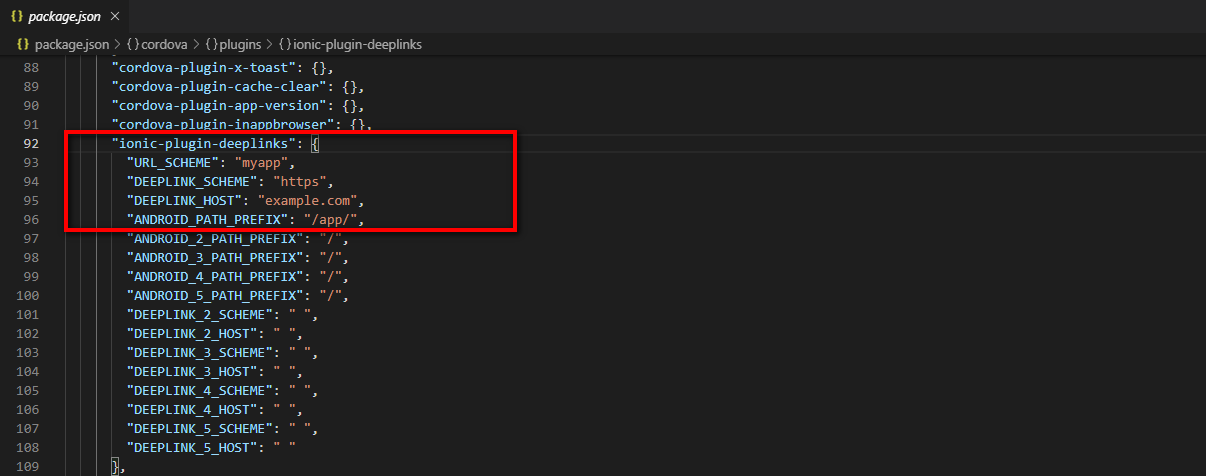 {} package.json ×
{} package.json > {} cordova > {} plugins > {} ionic-plugin-deeplinks
88 "cordova-plugin-x-toast": {},
89 "cordova-plugin-cache-clear": {},
90 "cordova-plugin-app-version": {},
91 "cordova-plugin-inappbrowser": {},
92 "ionic-plugin-deeplinks": {
93 "URL_SCHEME": "myapp",
94 "DEEPLINK_SCHEME": "https",
95 "DEEPLINK_HOST": "example.com",
96 "ANDROID_PATH_PREFIX": "/app/",
97 "ANDROID_2_PATH_PREFIX": "/",
98 "ANDROID_3_PATH_PREFIX": "/",
99 "ANDROID_4_PATH_PREFIX": "/",
100 "ANDROID_5_PATH_PREFIX": "/",
101 "DEEPLINK_2_SCHEME": " ",
102 "DEEPLINK_2_HOST": " ",
103 "DEEPLINK_3_SCHEME": " ",
104 "DEEPLINK_3_HOST": " ",
105 "DEEPLINK_4_SCHEME": " ",
106 "DEEPLINK_4_HOST": " ",
107 "DEEPLINK_5_SCHEME": " ",
108 "DEEPLINK_5_HOST": " "
109 },